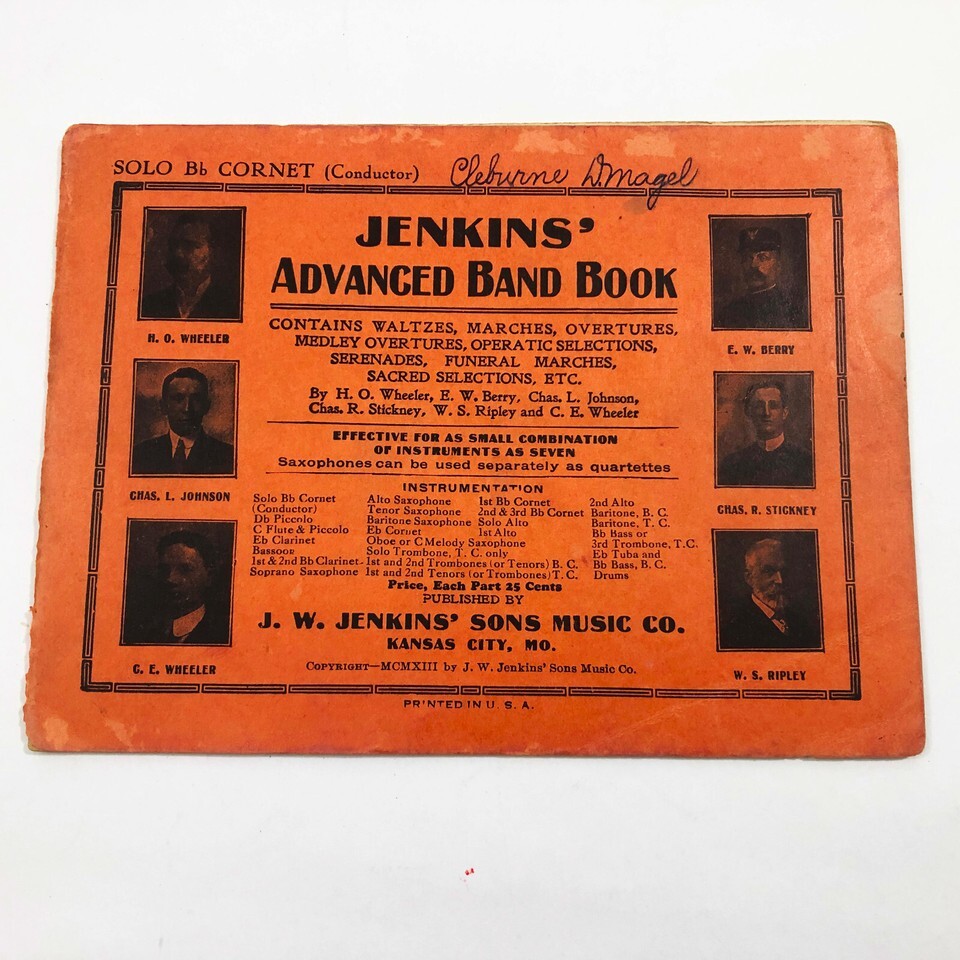 SOLO Bb CORNET (Conductor) Cleburne D. Magel
JENKINS'
ADVANCED BAND BOOK
CONTAINS WALTZES, MARCHES, OVERTURES,
MEDLEY OVERTURES, OPERATIC SELECTIONS,
SERENADES, FUNERAL MARCHES,
SACRED SELECTIONS, ETC.
By H. O. Wheeler, E. W. Berry, Chas. L. Johnson,
Chas. R. Stickney, W. S. Ripley and C. E. Wheeler
EFFECTIVE FOR AS SMALL COMBINATION
OF INSTRUMENTS AS SEVEN
Saxophones can be used separately as quartettes
INSTRUMENTATION
Solo Bb Cornet
(Conductor)
Db Piccolo
C Flute & Piccolo
Eb Clarinet
Bassoon
1st & 2nd Bb Clarinet
Soprano Saxophone
Alto Saxophone
Tenor Saxophone
Baritone Saxophone
Eb Cornet
Oboe or C Melody Saxophone
Solo Trombone, T. C. only
1st and 2nd Trombones (or Tenors) B. C.
1st and 2nd Tenors (or Trombones) T. C.
1st Bb Cornet
2nd & 3rd Bb Cornet
Solo Alto
1st Alto
2nd Alto
Baritone, B. C.
Baritone, T. C.
Bb Bass or
3rd Trombone, T.C.
Eb Tuba and
Bb Bass, B. C.
Drums
Price, Each Part 25 Cents
PUBLISHED BY
J. W. JENKINS' SONS MUSIC CO.
KANSAS CITY, MO.
COPYRIGHT—MCMXIII by J. W. Jenkins' Sons Music Co.
PRINTED IN U. S. A.
H. O. WHEELER
CHAS. L. JOHNSON
C. E. WHEELER
E. W. BERRY
CHAS. R. STICKNEY
W. S. RIPLEY